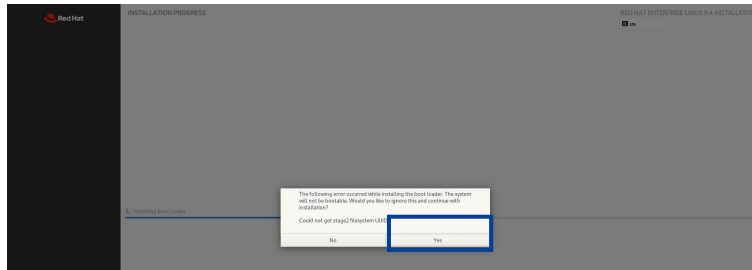 Red Hat
INSTALLATION PROGRESS
RED HAT ENTERPRISE LINUX 9.4 INSTALLATIO
us
The following error occurred while installing the boot loader. The system
will not be bootable. Would you like to ignore this and continue with
installation?
Could not get stage2 filesystem UUID
Installing boot loader
No
Yes